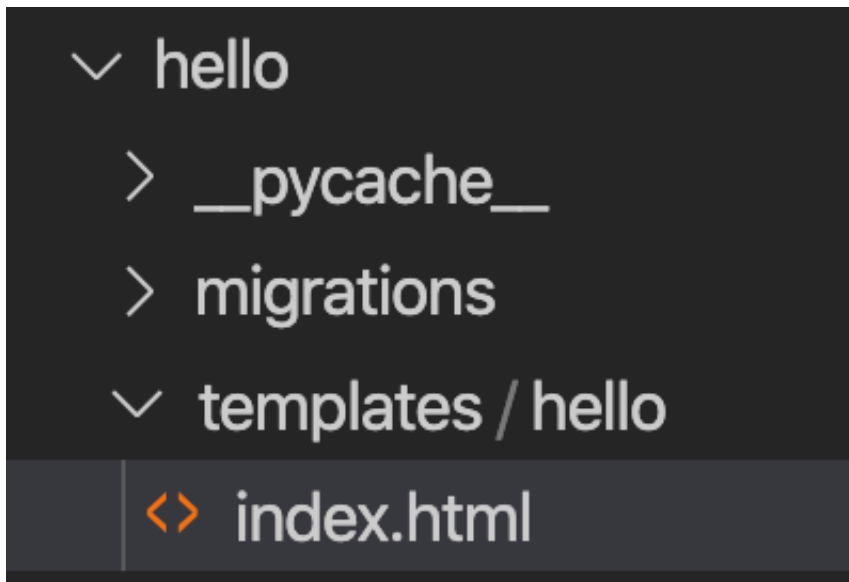 hello
__pycache__
migrations
templates / hello
<> index.html